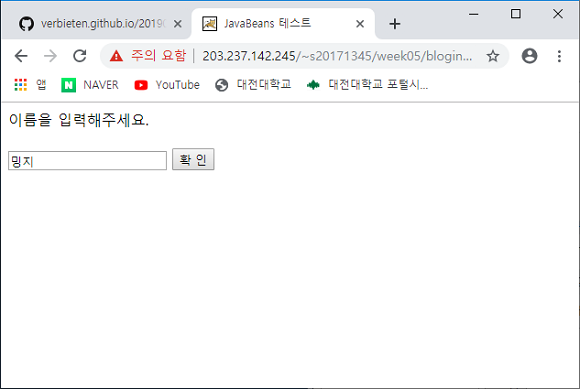 verbieten.github.io/2019(
JavaBeans 테스트
주의 요함 203.237.142.245/~s20171345/week05/blogin...
앱 NAVER YouTube 대전대학교 대전대학교 포털시...
이름을 입력해주세요.
밍지 확 인